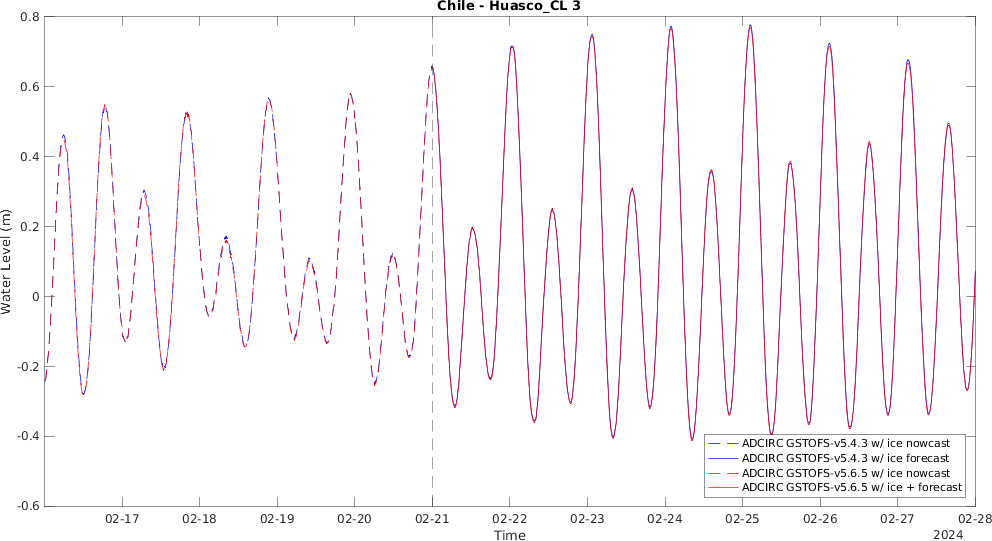 Chile - Huasco_CL 3
0.8
0.6
0.4
0.2
0
-0.2
-0.4
-0.6
Water Level (m)
ADCIRC GSTOFS-v5.4.3 w/ ice nowcast
ADCIRC GSTOFS-v5.4.3 w/ ice forecast
ADCIRC GSTOFS-v5.6.5 w/ ice nowcast
ADCIRC GSTOFS-v5.6.5 w/ ice + forecast
02-17 02-18 02-19 02-20 02-21 02-22 02-23 02-24 02-25 02-26 02-27 02-28
Time
2024